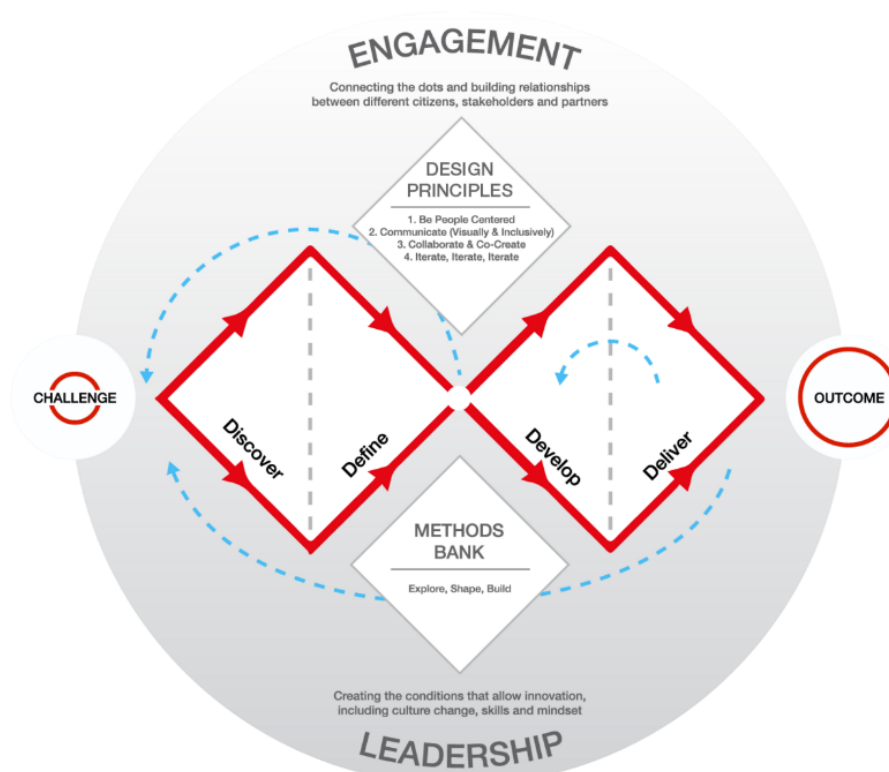 ENGAGEMENT
Connecting the dots and building relationships
between different citizens, stakeholders and partners
DESIGN
PRINCIPLES
1. Be People Centered
2. Communicate (Visually & Inclusively)
3. Collaborate & Co-Create
4. Iterate, Iterate, Iterate
CHALLENGE
Discover
Define
Develop
Deliver
OUTCOME
METHODS
BANK
Explore, Shape, Build
Creating the conditions that allow innovation,
including culture change, skills and mindset
LEADERSHIP